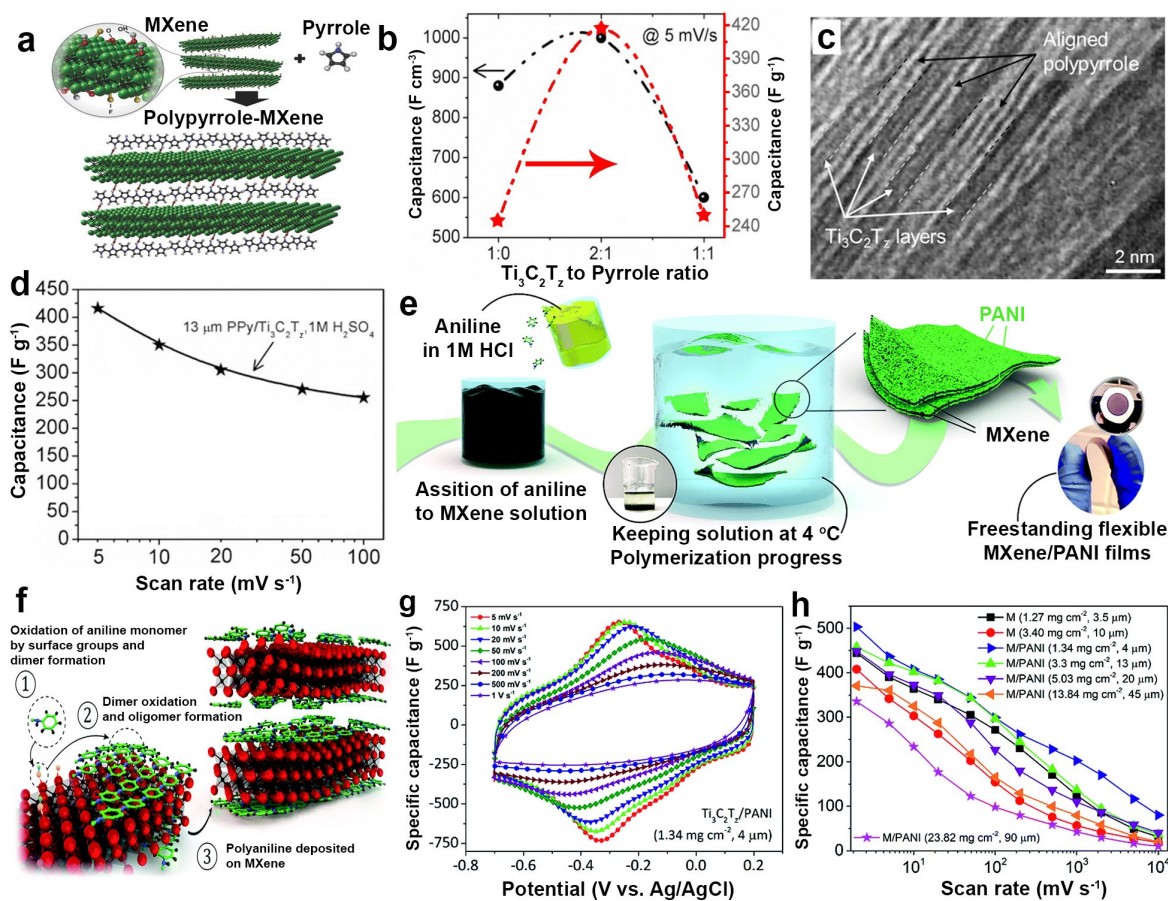 a
MXene
Pyrrole
O
OH
+
F
Polypyrrole-MXene
b
@ 5 mV/s
Capacitance (F cm⁻³)
1000
900
800
700
600
500
Capacitance (F g⁻¹)
420
390
360
330
300
270
240
210
1:0
2:1
1:1
Ti₃C₂T_z to Pyrrole ratio
c
Aligned
polypyrrole
Ti₃C₂T_z layers
2 nm
d
Capacitance (F g⁻¹)
450
400
350
300
250
200
150
100
50
0
13 µm PPy/Ti₃C₂T_z,1M H₂SO₄
5
10
20
50
100
Scan rate (mV s⁻¹)
e
Aniline
in 1M HCl
Assition of aniline
to MXene solution
Keeping solution at 4 °C
Polymerization progress
PANI
MXene
Freestanding flexible
MXene/PANI films
f
Oxidation of aniline monomer
by surface groups and
dimer formation
1
2
Dimer oxidation
and oligomer formation
3
Polyaniline deposited
on MXene
g
Specific capacitance (F g⁻¹)
750
500
250
0
-250
-500
-750
5 mV s⁻¹
10 mV s⁻¹
20 mV s⁻¹
50 mV s⁻¹
100 mV s⁻¹
200 mV s⁻¹
500 mV s⁻¹
1 V s⁻¹
Ti₃C₂T_z/PANI
(1.34 mg cm⁻², 4 µm)
-0.8
-0.6
-0.4
-0.2
0.0
0.2
Potential (V vs. Ag/AgCl)
h
Specific capacitance (F g⁻¹)
500
400
300
200
100
0
M (1.27 mg cm⁻², 3.5 µm)
M (3.40 mg cm⁻², 10 µm)
M/PANI (1.34 mg cm⁻², 4 µm)
M/PANI (3.3 mg cm⁻², 13 µm)
M/PANI (5.03 mg cm⁻², 20 µm)
M/PANI (13.84 mg cm⁻², 45 µm)
M/PANI (23.82 mg cm⁻², 90 µm)
10¹
10²
10³
10⁴
Scan rate (mV s⁻¹)